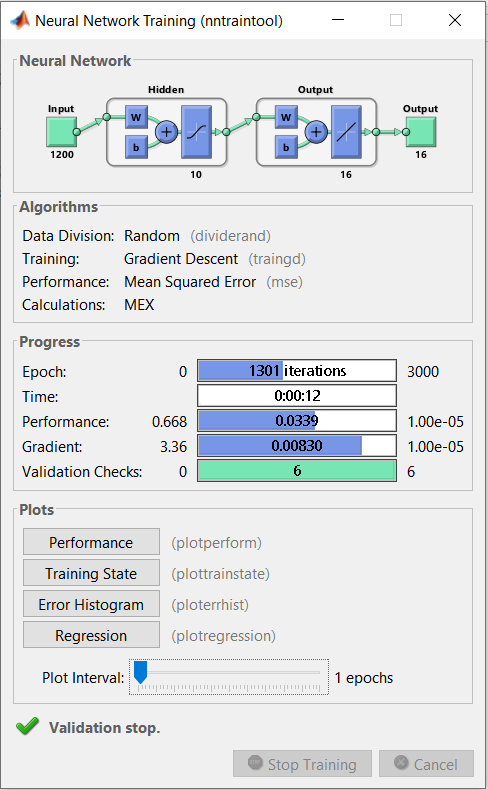 Neural Network Training (nntraintool)
Neural Network
Hidden Output
Input Output
W W
+ +
b b
1200 16
10 16
Algorithms
Data Division: Random (dividerand)
Training: Gradient Descent (traingd)
Performance: Mean Squared Error (mse)
Calculations: MEX
Progress
Epoch: 0 1301 iterations 3000
Time: 0:00:12
Performance: 0.668 0.0339 1.00e-05
Gradient: 3.36 0.00830 1.00e-05
Validation Checks: 0 6 6
Plots
Performance (plotperform)
Training State (plottrainstate)
Error Histogram (ploterrhist)
Regression (plotregression)
Plot Interval: 1 epochs
Validation stop.
Stop Training Cancel